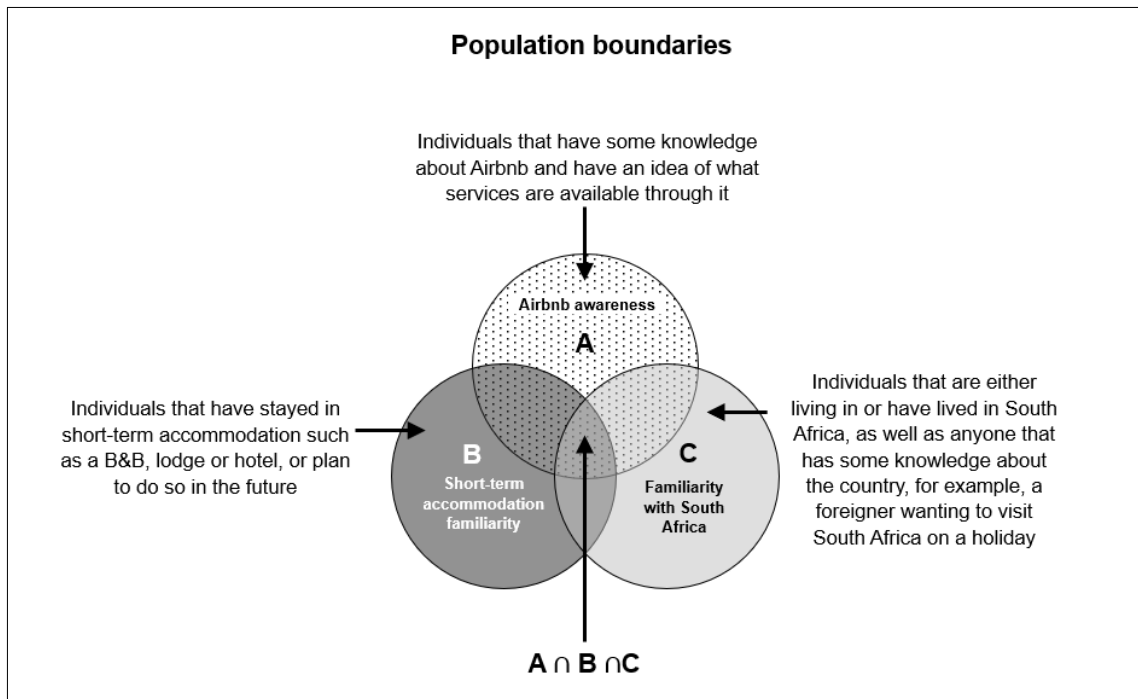 Population boundaries
Individuals that have some knowledge
about Airbnb and have an idea of what
services are available through it
Airbnb awareness
A
Individuals that have stayed in
short-term accommodation such
as a B&B, lodge or hotel, or plan
to do so in the future
B
Short-term
accommodation
familiarity
C
Familiarity
with South
Africa
Individuals that are either
living in or have lived in South
Africa, as well as anyone that
has some knowledge about
the country, for example, a
foreigner wanting to visit
South Africa on a holiday
A ∩ B ∩C